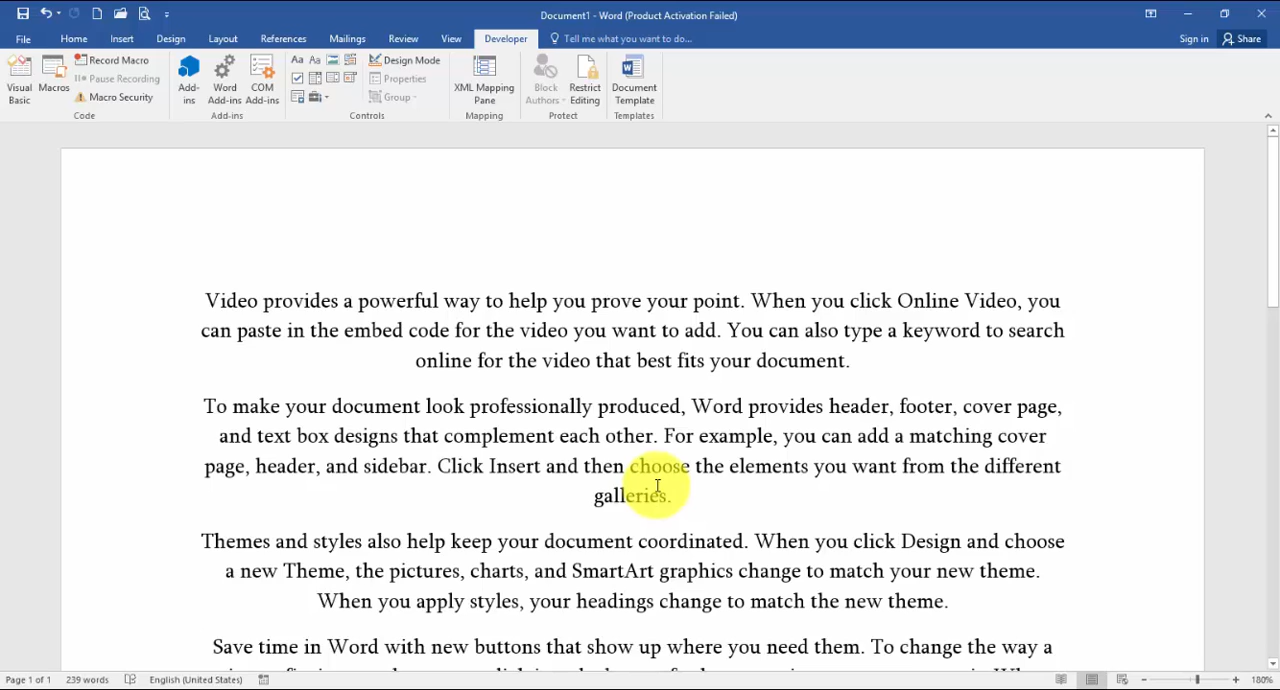 Document1 - Word (Product Activation Failed)
File Home Insert Design Layout References Mailings Review View Developer Tell me what you want to do... Sign in Share
Visual Basic
Macros
Record Macro
Pause Recording
Macro Security
Code
Add-ins
Word Add-ins
COM Add-ins
Add-ins
Aa Aa
Design Mode
Properties
Group
Controls
XML Mapping Pane
Mapping
Block Authors
Restrict Editing
Protect
Document Template
Templates
Video provides a powerful way to help you prove your point. When you click Online Video, you
can paste in the embed code for the video you want to add. You can also type a keyword to search
online for the video that best fits your document.
To make your document look professionally produced, Word provides header, footer, cover page,
and text box designs that complement each other. For example, you can add a matching cover
page, header, and sidebar. Click Insert and then choose the elements you want from the different
galleries.
Themes and styles also help keep your document coordinated. When you click Design and choose
a new Theme, the pictures, charts, and SmartArt graphics change to match your new theme.
When you apply styles, your headings change to match the new theme.
Save time in Word with new buttons that show up where you need them. To change the way a
Page 1 of 1 239 words English (United States) 180%